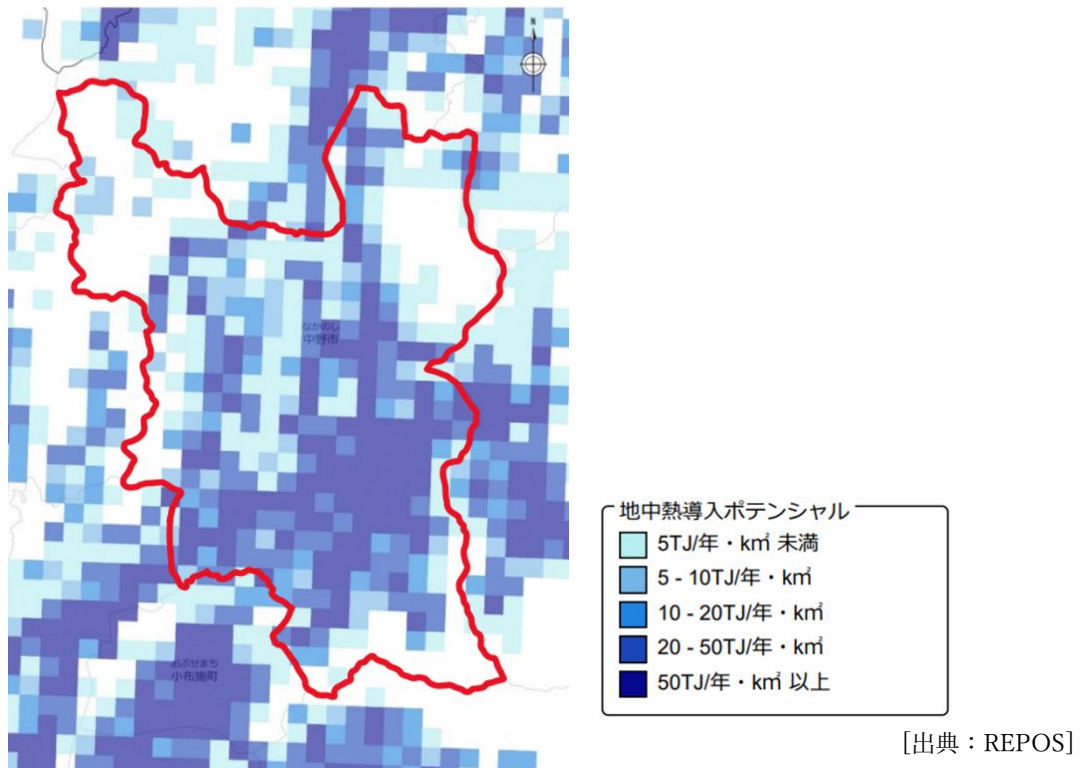 N
なかのし
中野市
おぶせまち
小布施町
地中熱導入ポテンシャル
5TJ/年・㎢ 未満
5 - 10TJ/年・㎢
10 - 20TJ/年・㎢
20 - 50TJ/年・㎢
50TJ/年・㎢ 以上
[出典：REPOS]